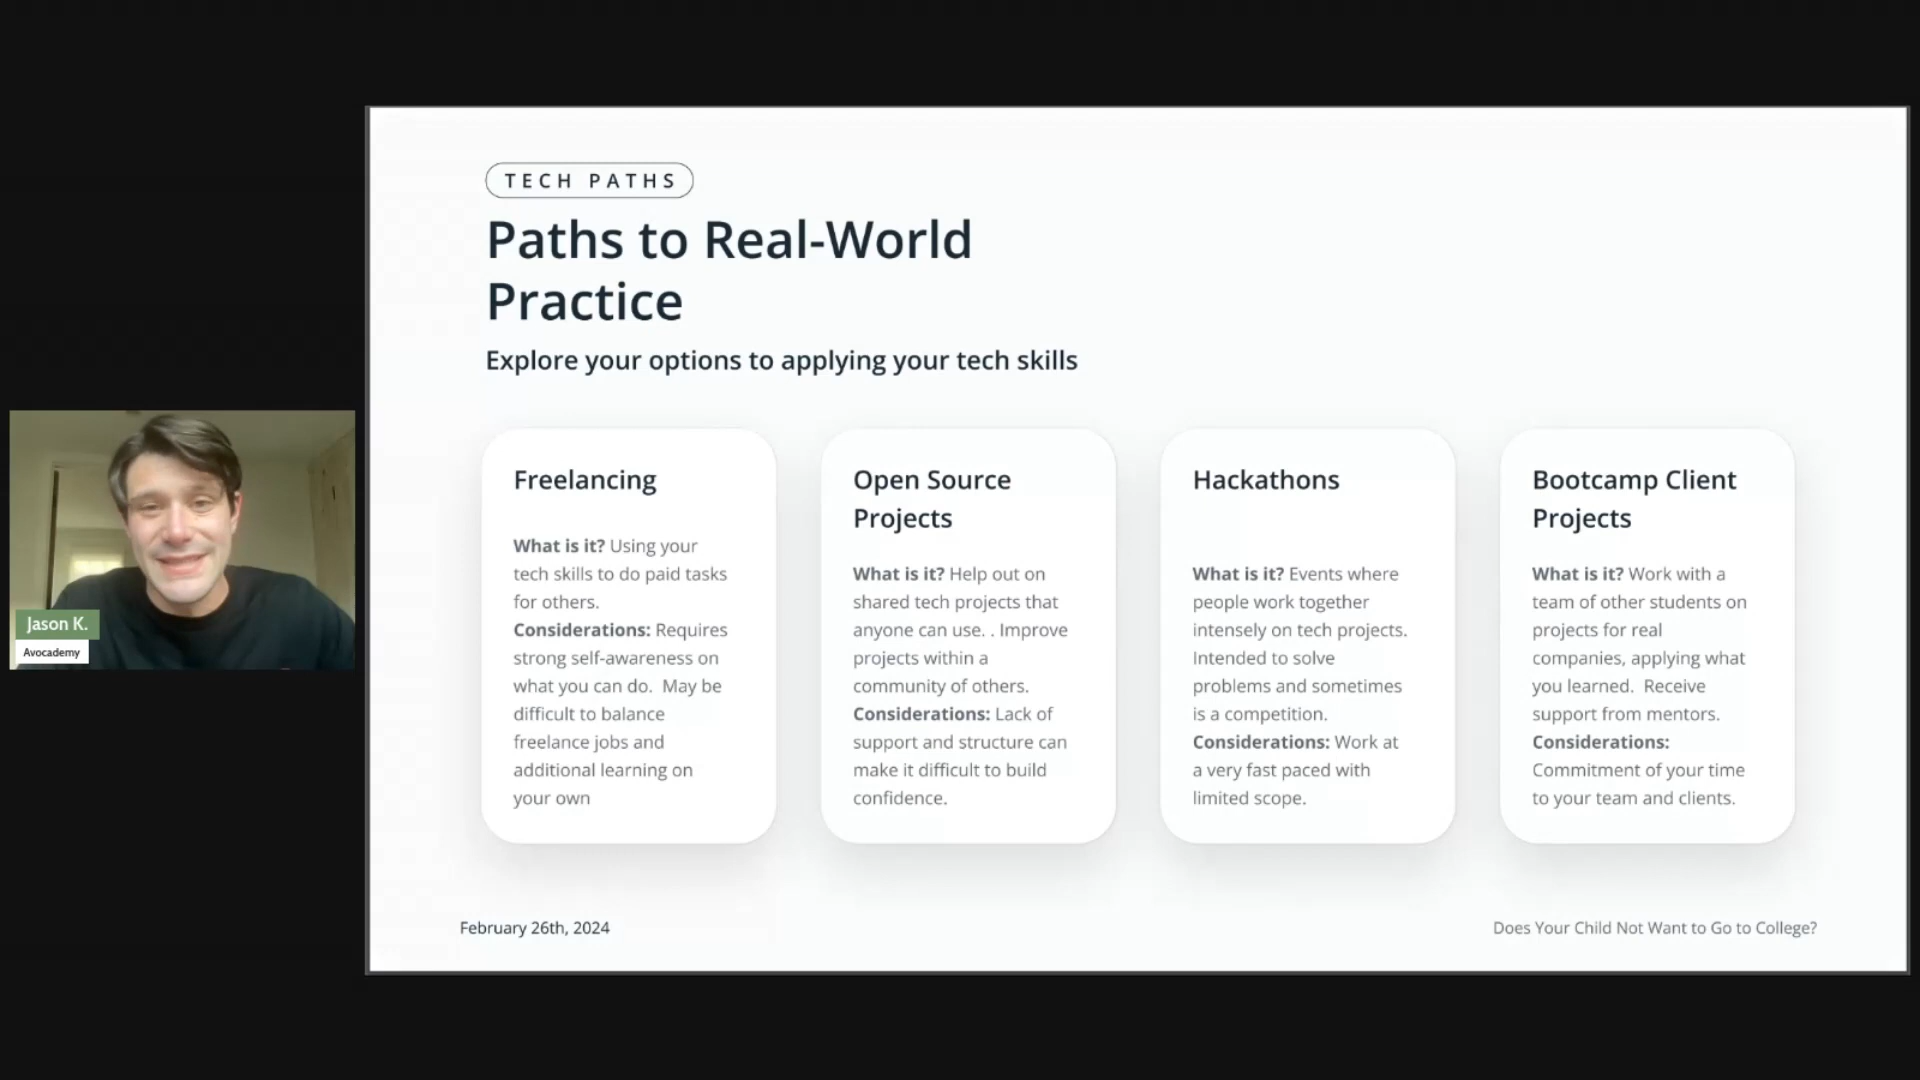 TECH PATHS
Paths to Real-World
Practice
Explore your options to applying your tech skills
Freelancing
What is it? Using your
tech skills to do paid tasks
for others.
Considerations: Requires
strong self-awareness on
what you can do.  May be
difficult to balance
freelance jobs and
additional learning on
your own
Open Source
Projects
What is it? Help out on
shared tech projects that
anyone can use. . Improve
projects within a
community of others.
Considerations: Lack of
support and structure can
make it difficult to build
confidence.
Hackathons
What is it? Events where
people work together
intensely on tech projects.
Intended to solve
problems and sometimes
is a competition.
Considerations: Work at
a very fast paced with
limited scope.
Bootcamp Client
Projects
What is it? Work with a
team of other students on
projects for real
companies, applying what
you learned.  Receive
support from mentors.
Considerations:
Commitment of your time
to your team and clients.
February 26th, 2024
Does Your Child Not Want to Go to College?
Jason K.
Avocademy